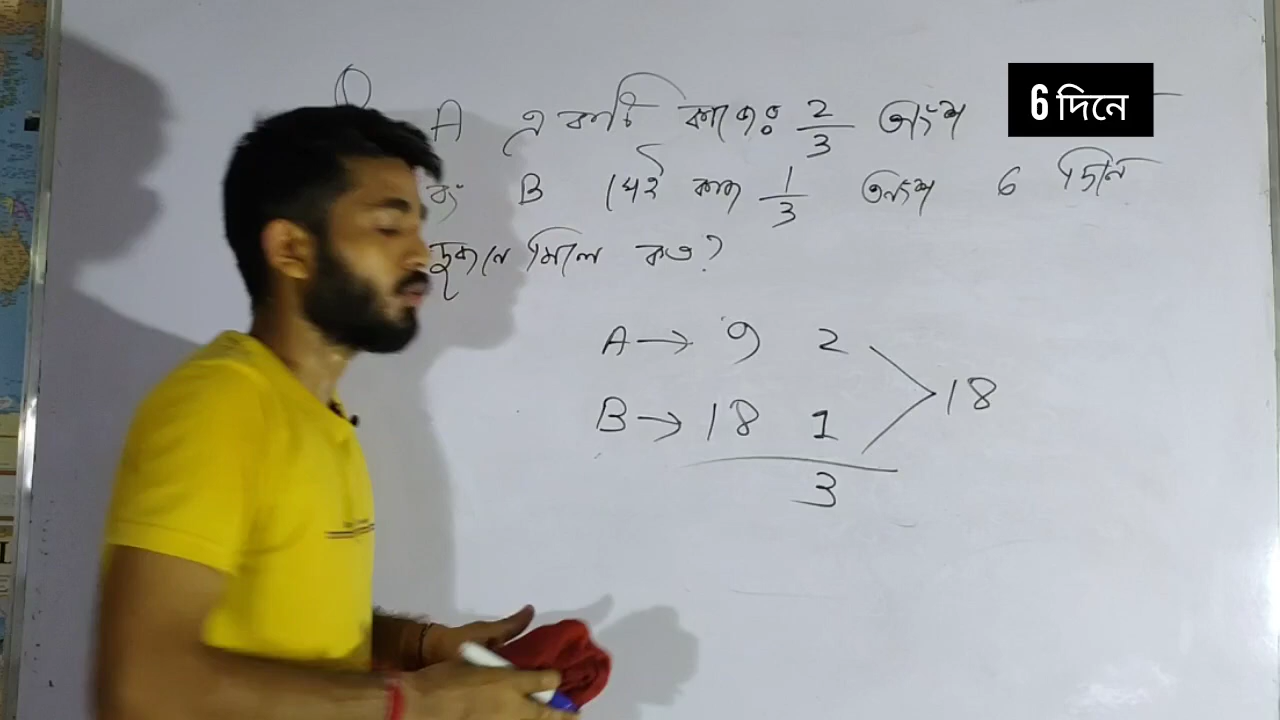 Q A একটি কাজের 2/3 অংশ 6 দিনে
বং B সেই কাজ 1/3 অংশ 6 দিনে
দুজনে মিলে কত?
A → 9 2
B → 18 1 18
3